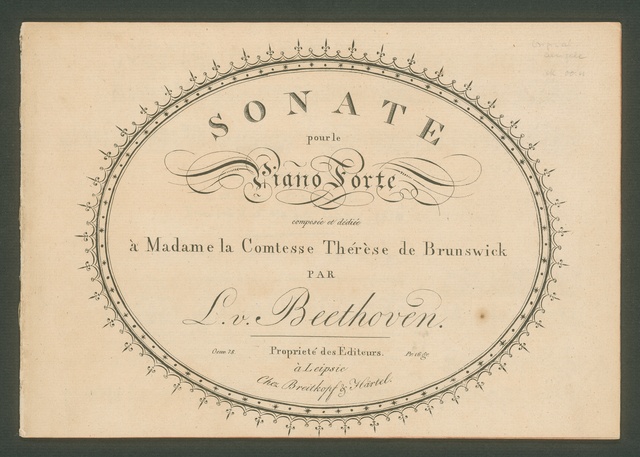 SONATE
pour le
Piano Forte
composée et dédiée
à Madame la Comtesse Thérèse de Brunswick
PAR
L. v. Beethoven.
Oeuv. 78. Proprieté des Editeurs. Pr.
à Leipsic
Chez Breitkopf & Härtel.